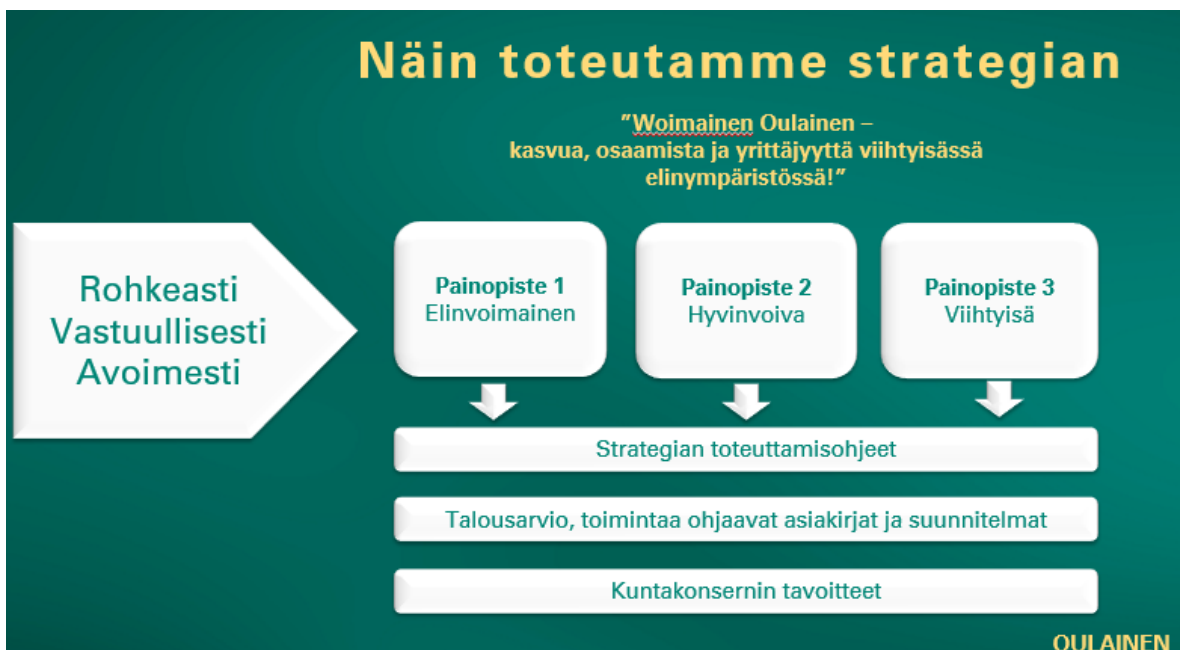 Näin toteutamme strategian
"Woimainen Oulainen –
kasvua, osaamista ja yrittäjyyttä viihtyisässä
elinympäristössä!"
Rohkeasti
Vastuullisesti
Avoimesti
Painopiste 1
Elinvoimainen
Painopiste 2
Hyvinvoiva
Painopiste 3
Viihtyisä
Strategian toteuttamisohjeet
Talousarvio, toimintaa ohjaavat asiakirjat ja suunnitelmat
Kuntakonsernin tavoitteet
OULAINEN